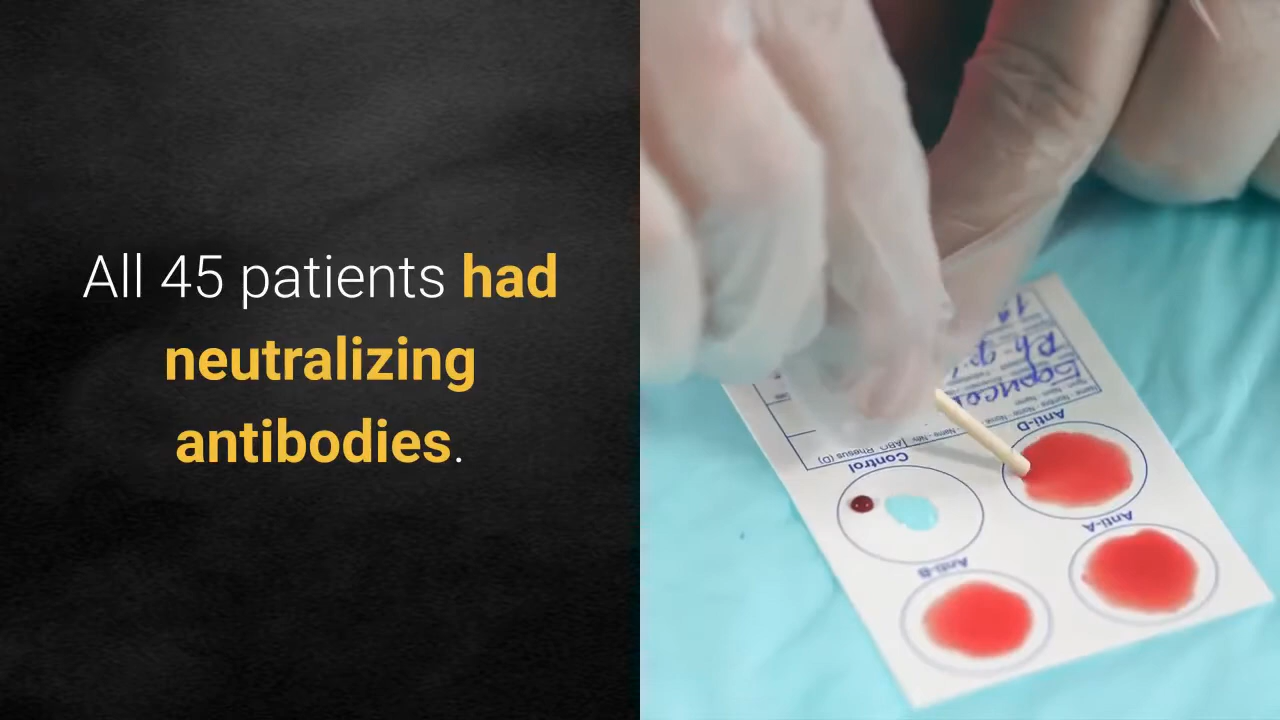 All 45 patients had
neutralizing
antibodies.
Anti-D
Control
Anti-A
Anti-B